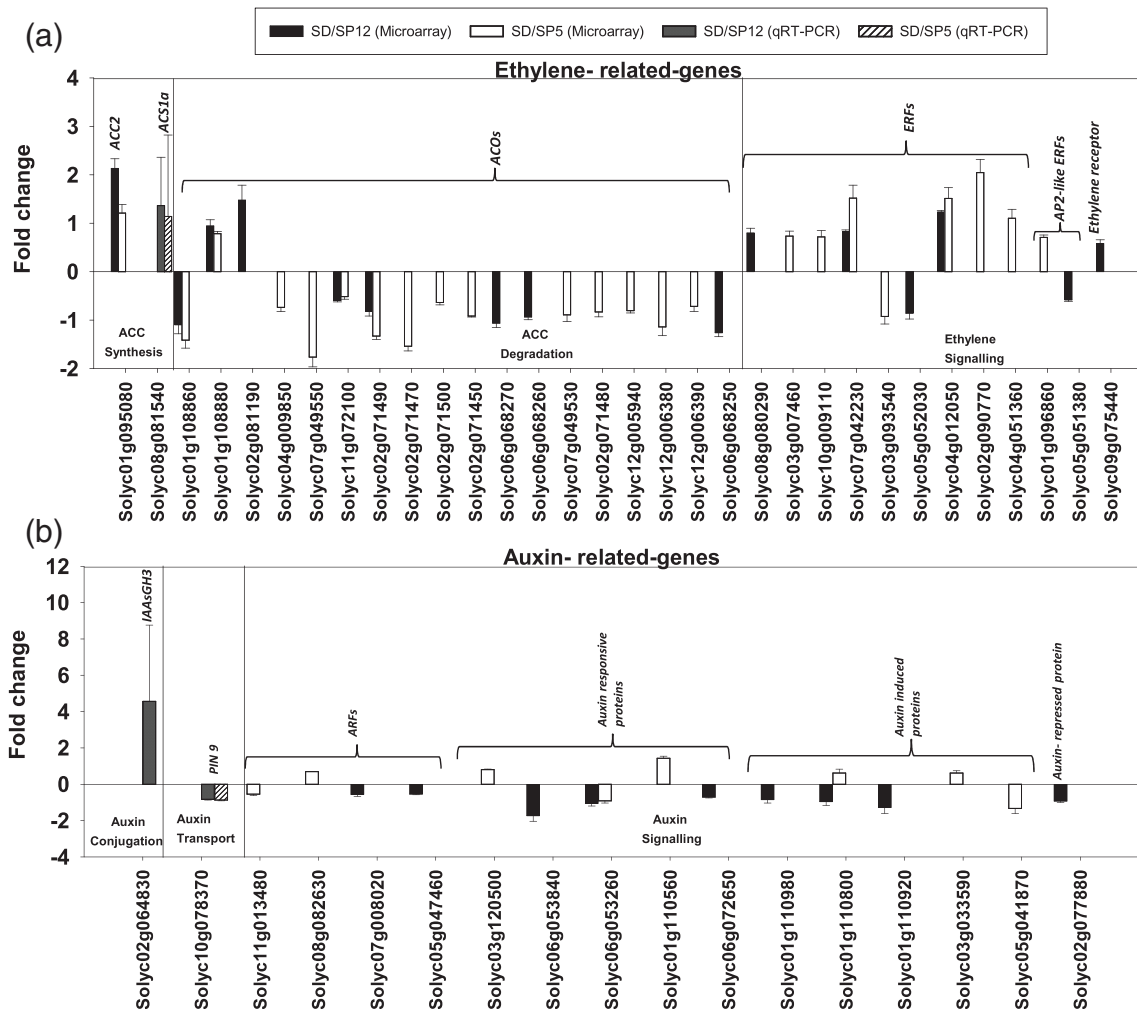 (a)
SD/SP12 (Microarray) SD/SP5 (Microarray) SD/SP12 (qRT-PCR) SD/SP5 (qRT-PCR)
Ethylene- related-genes
Fold change
4
3
2
1
0
-1
-2
ACC2
ACS1a
ACOs
ERFs
AP2-like ERFs
Ethylene receptor
ACC
Synthesis
ACC
Degradation
Ethylene
Signalling
Solyc01g095080
Solyc08g081540
Solyc01g108860
Solyc01g108880
Solyc02g081190
Solyc04g009850
Solyc07g049550
Solyc11g072100
Solyc02g071490
Solyc02g071470
Solyc02g071500
Solyc02g071450
Solyc06g068270
Solyc06g068260
Solyc07g049530
Solyc02g071480
Solyc12g005940
Solyc12g006380
Solyc12g006390
Solyc06g068250
Solyc08g080290
Solyc03g007460
Solyc10g009110
Solyc07g042230
Solyc03g093540
Solyc05g052030
Solyc04g012050
Solyc02g090770
Solyc04g051360
Solyc01g096860
Solyc05g051380
Solyc09g075440
(b)
Auxin- related-genes
Fold change
12
10
8
6
4
2
0
-2
-4
IAAsGH3
PIN 9
ARFs
Auxin responsive
proteins
Auxin induced
proteins
Auxin- repressed protein
Auxin
Conjugation
Auxin
Transport
Auxin
Signalling
Solyc02g064830
Solyc10g078370
Solyc11g013480
Solyc08g082630
Solyc07g008020
Solyc05g047460
Solyc03g120500
Solyc06g053840
Solyc06g053260
Solyc01g110560
Solyc06g072650
Solyc01g110980
Solyc01g110800
Solyc01g110920
Solyc03g033590
Solyc05g041870
Solyc02g077880